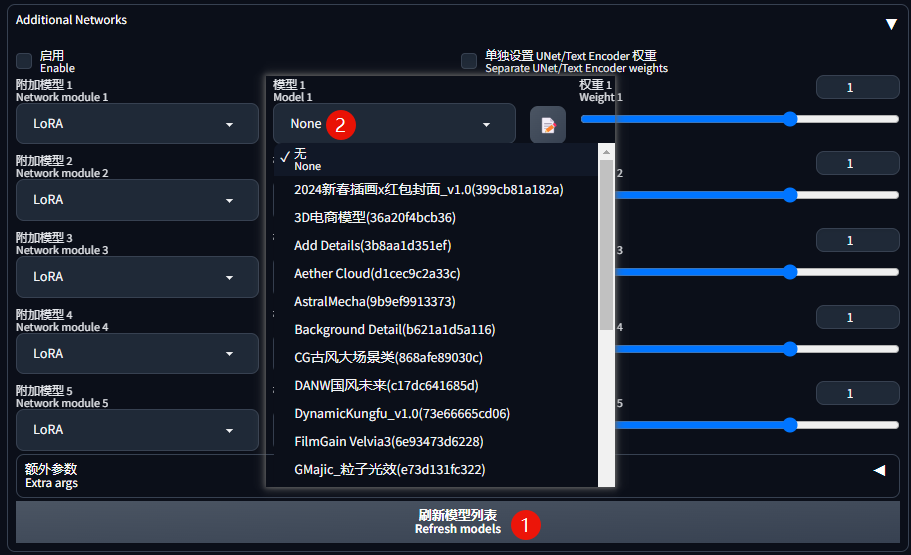 Additional Networks
▼
启用
Enable
单独设置 UNet/Text Encoder 权重
Separate UNet/Text Encoder weights
附加模型 1
Network module 1
LoRA
模型 1
Model 1
None
2
权重 1
Weight 1
1
✓ 无
None
2024新春插画x红包封面_v1.0(399cb81a182a)
3D电商模型(36a20f4bcb36)
Add Details(3b8aa1d351ef)
Aether Cloud(d1cec9c2a33c)
AstralMecha(9b9ef9913373)
Background Detail(b621a1d5a116)
CG古风大场景类(868afe89030c)
DANW国风未来(c17dc641685d)
DynamicKungfu_v1.0(73e66665cd06)
FilmGain Velvia3(6e93473d6228)
GMajic_粒子光效(e73d131fc322)
附加模型 2
Network module 2
LoRA
2
1
附加模型 3
Network module 3
LoRA
3
1
附加模型 4
Network module 4
LoRA
4
1
附加模型 5
Network module 5
LoRA
5
1
额外参数
Extra args
◀
刷新模型列表
Refresh models
1